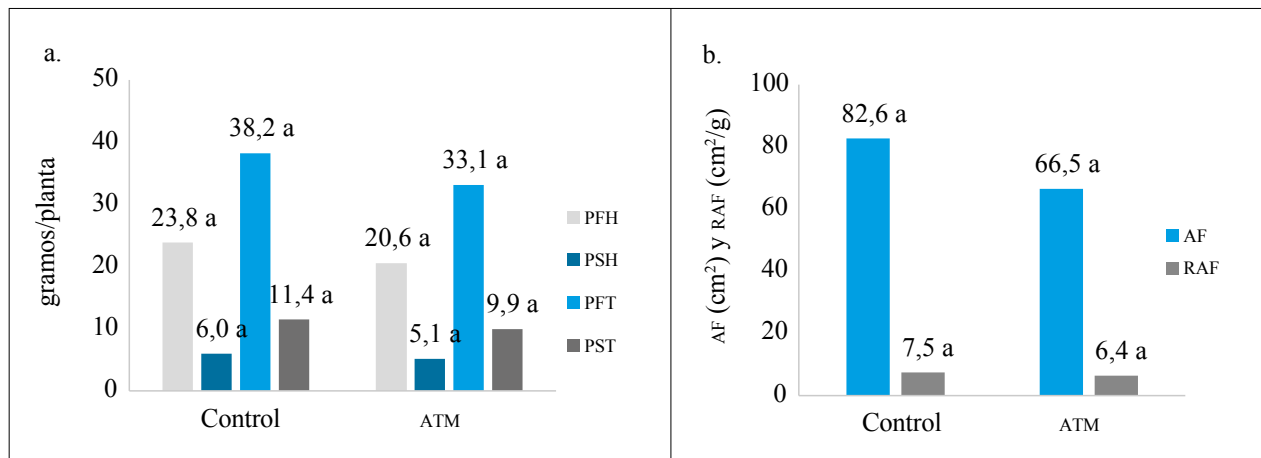 a.
gramos/planta
50
40
30
20
10
0
23,8 a
6,0 a
38,2 a
11,4 a
20,6 a
5,1 a
33,1 a
9,9 a
Control
ATM
PFH
PSH
PFT
PST
b.
AF (cm²) y RAF (cm²/g)
100
80
60
40
20
0
82,6 a
7,5 a
66,5 a
6,4 a
Control
ATM
AF
RAF